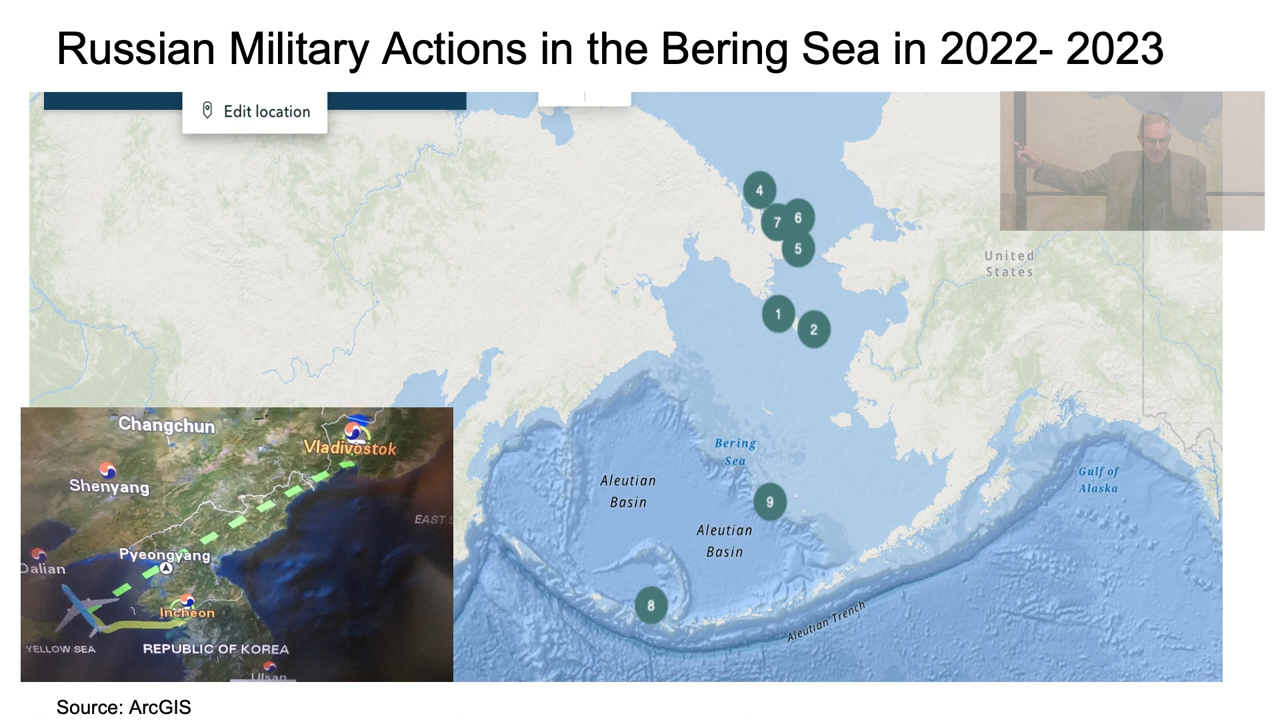 Russian Military Actions in the Bering Sea in 2022- 2023
Edit location
4
7
6
5
United
States
1
2
Bering
Sea
Gulf of
Alaska
Aleutian
Basin
9
Aleutian
Basin
8
Aleutian Trench
Changchun
Vladivostok
Shenyang
EAST
Pyeongyang
Dalian
Incheon
YELLOW SEA
REPUBLIC OF KOREA
Ulsan
Source: ArcGIS